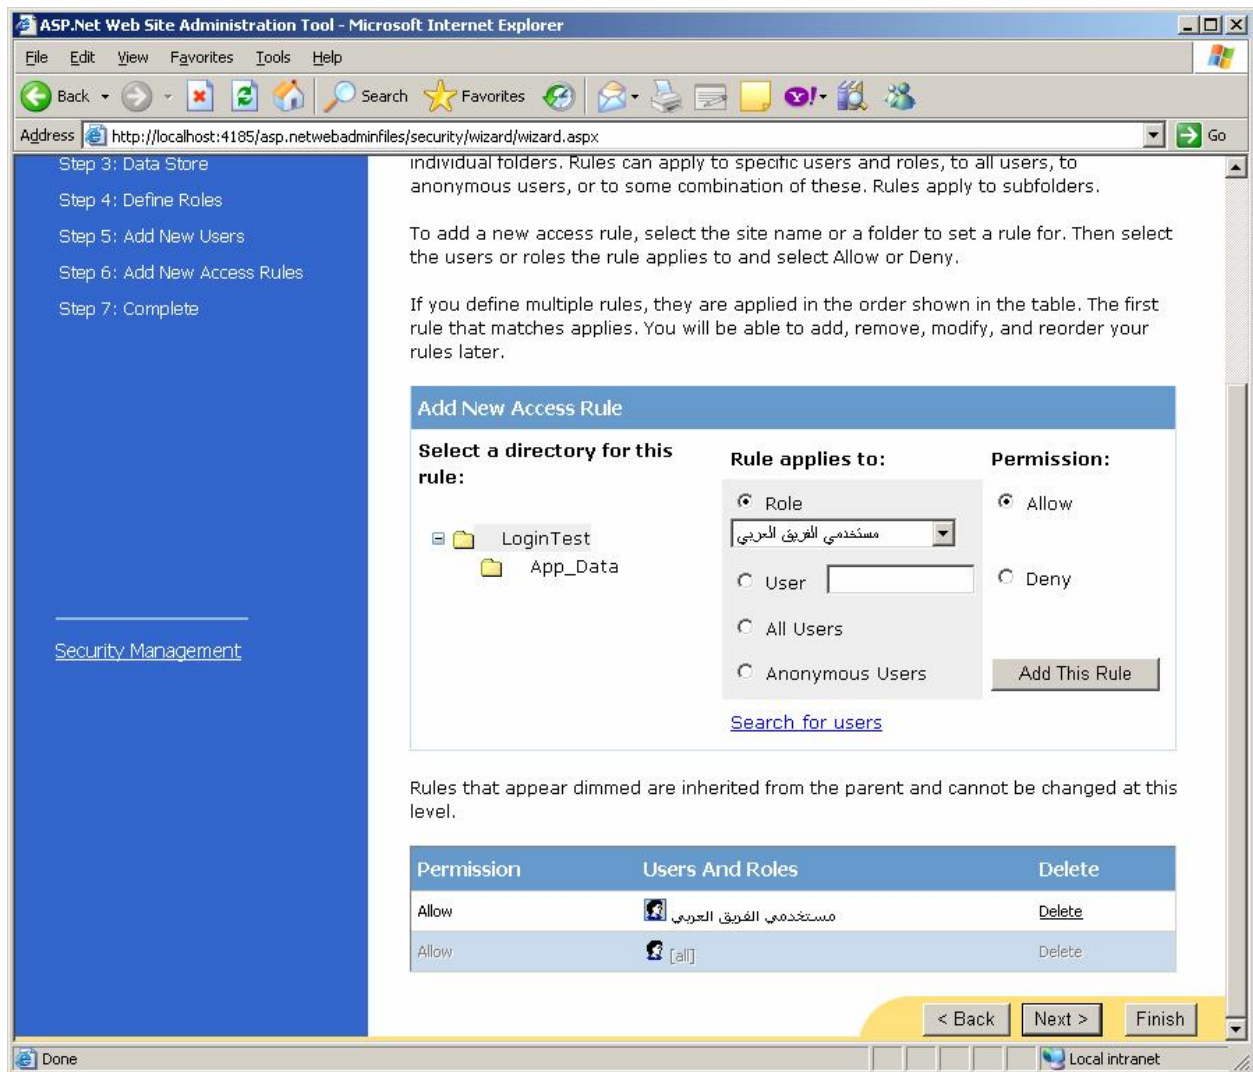 ASP.Net Web Site Administration Tool - Microsoft Internet Explorer
File Edit View Favorites Tools Help
Back Search Favorites
Address http://localhost:4185/asp.netwebadminfiles/security/wizard/wizard.aspx Go
Step 3: Data Store
Step 4: Define Roles
Step 5: Add New Users
Step 6: Add New Access Rules
Step 7: Complete
Security Management
individual folders. Rules can apply to specific users and roles, to all users, to
anonymous users, or to some combination of these. Rules apply to subfolders.
To add a new access rule, select the site name or a folder to set a rule for. Then select
the users or roles the rule applies to and select Allow or Deny.
If you define multiple rules, they are applied in the order shown in the table. The first
rule that matches applies. You will be able to add, remove, modify, and reorder your
rules later.
Add New Access Rule
Select a directory for this
rule:
LoginTest
App_Data
Rule applies to:
Role
مستخدمي الفريق العربي
User
All Users
Anonymous Users
Search for users
Permission:
Allow
Deny
Add This Rule
Rules that appear dimmed are inherited from the parent and cannot be changed at this
level.
Permission Users And Roles Delete
Allow مستخدمي الفريق العربي Delete
Allow [all] Delete
< Back Next > Finish
Done Local intranet